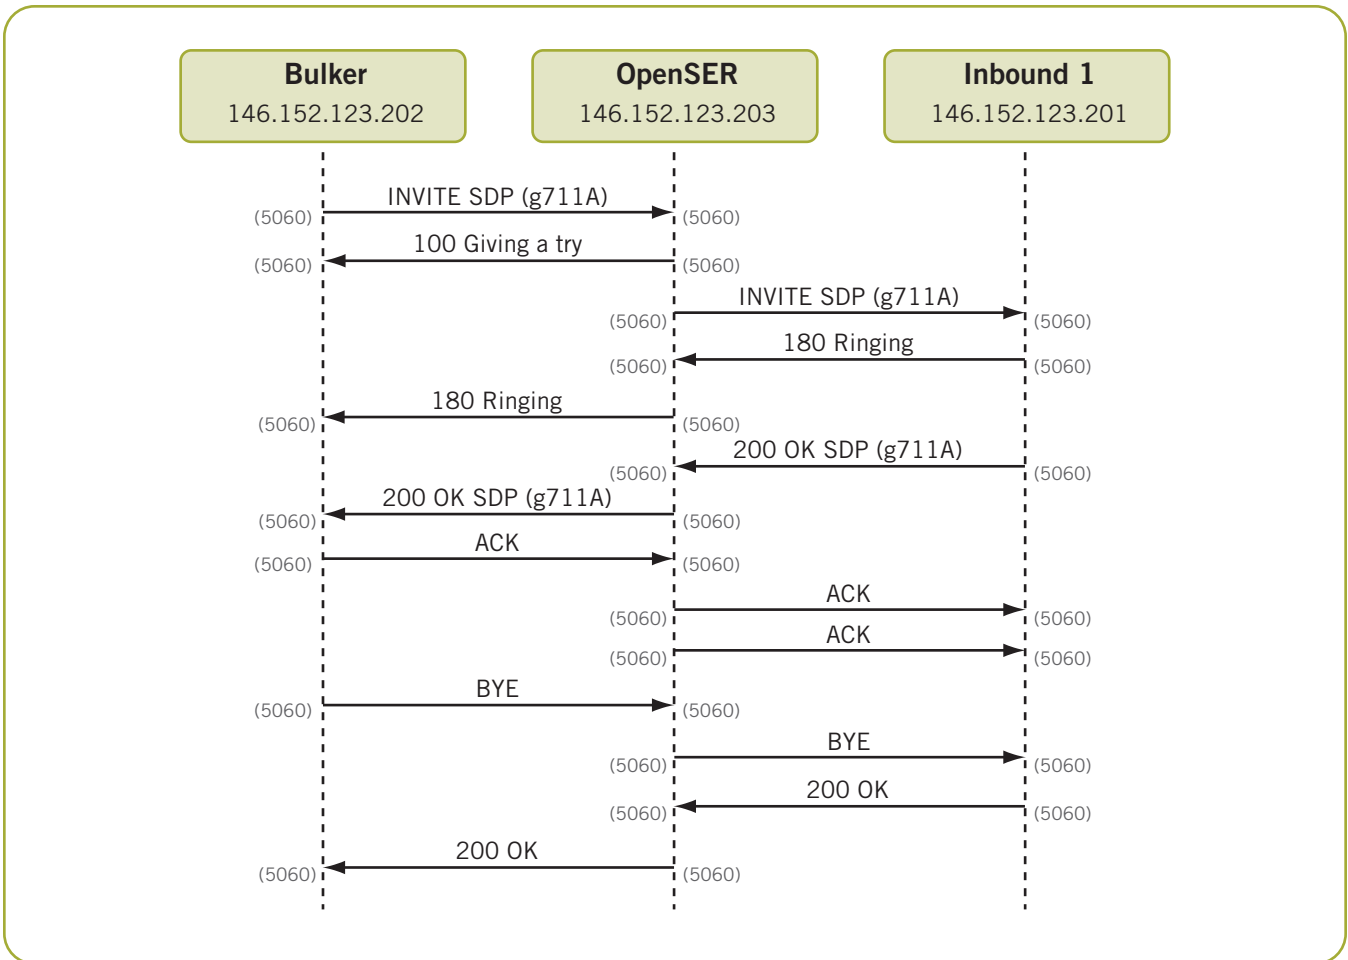 Bulker
146.152.123.202
OpenSER
146.152.123.203
Inbound 1
146.152.123.201
INVITE SDP (g711A)
(5060)
(5060)
100 Giving a try
(5060)
(5060)
INVITE SDP (g711A)
(5060)
(5060)
180 Ringing
(5060)
(5060)
180 Ringing
(5060)
(5060)
200 OK SDP (g711A)
(5060)
(5060)
200 OK SDP (g711A)
(5060)
(5060)
ACK
(5060)
(5060)
ACK
(5060)
(5060)
ACK
(5060)
(5060)
BYE
(5060)
(5060)
BYE
(5060)
(5060)
200 OK
(5060)
(5060)
200 OK
(5060)
(5060)